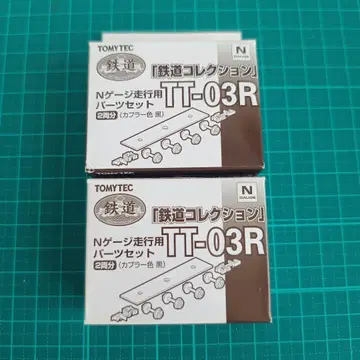 TOMYTEC
鉄道
N
「鉄道コレクション」
Nゲージ走行用
パーツセット
TT-03R
2両分 (カプラー色 黒)
TOMYTEC
鉄道
N
GAUGE
「鉄道コレクション」
Nゲージ走行用
パーツセット
TT-03R
2両分 (カプラー色 黒)